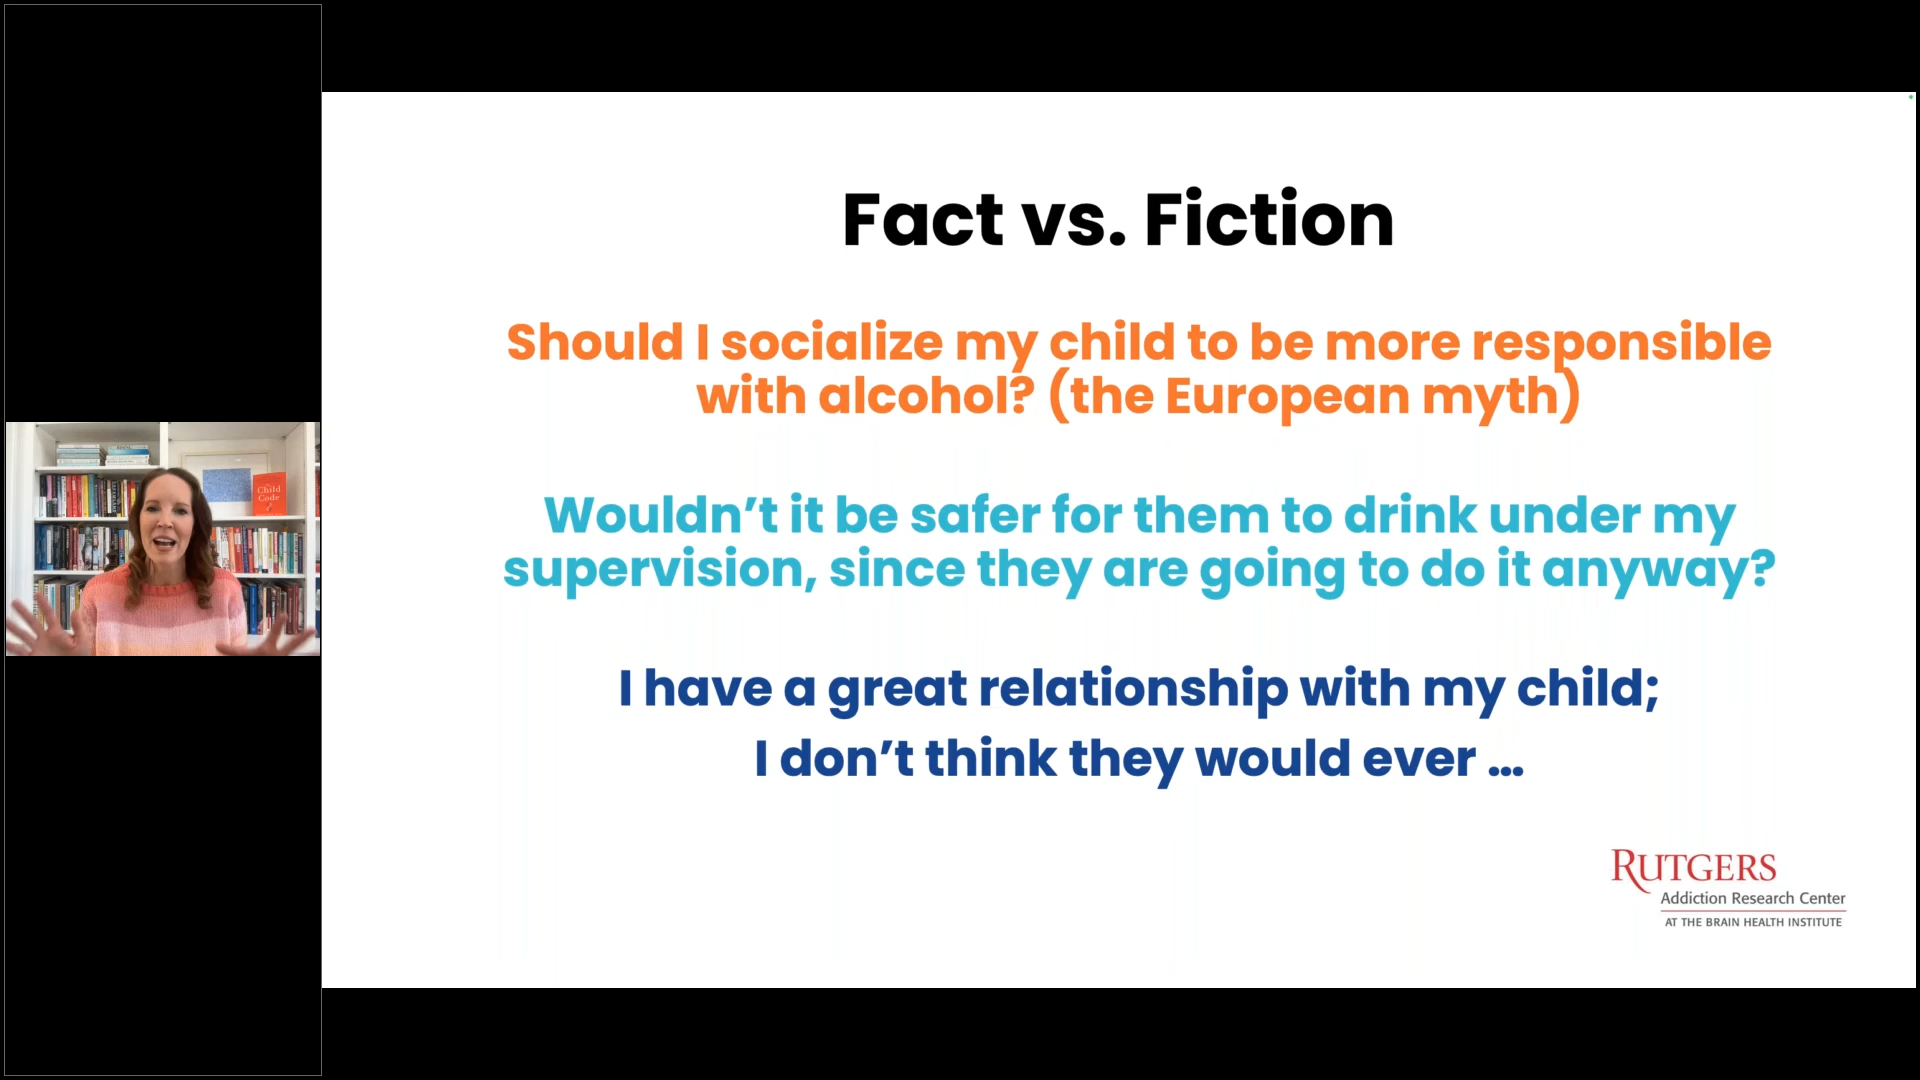 Fact vs. Fiction
Should I socialize my child to be more responsible
with alcohol? (the European myth)
Wouldn’t it be safer for them to drink under my
supervision, since they are going to do it anyway?
I have a great relationship with my child;
I don’t think they would ever ...
RUTGERS
Addiction Research Center
AT THE BRAIN HEALTH INSTITUTE
Child
Code